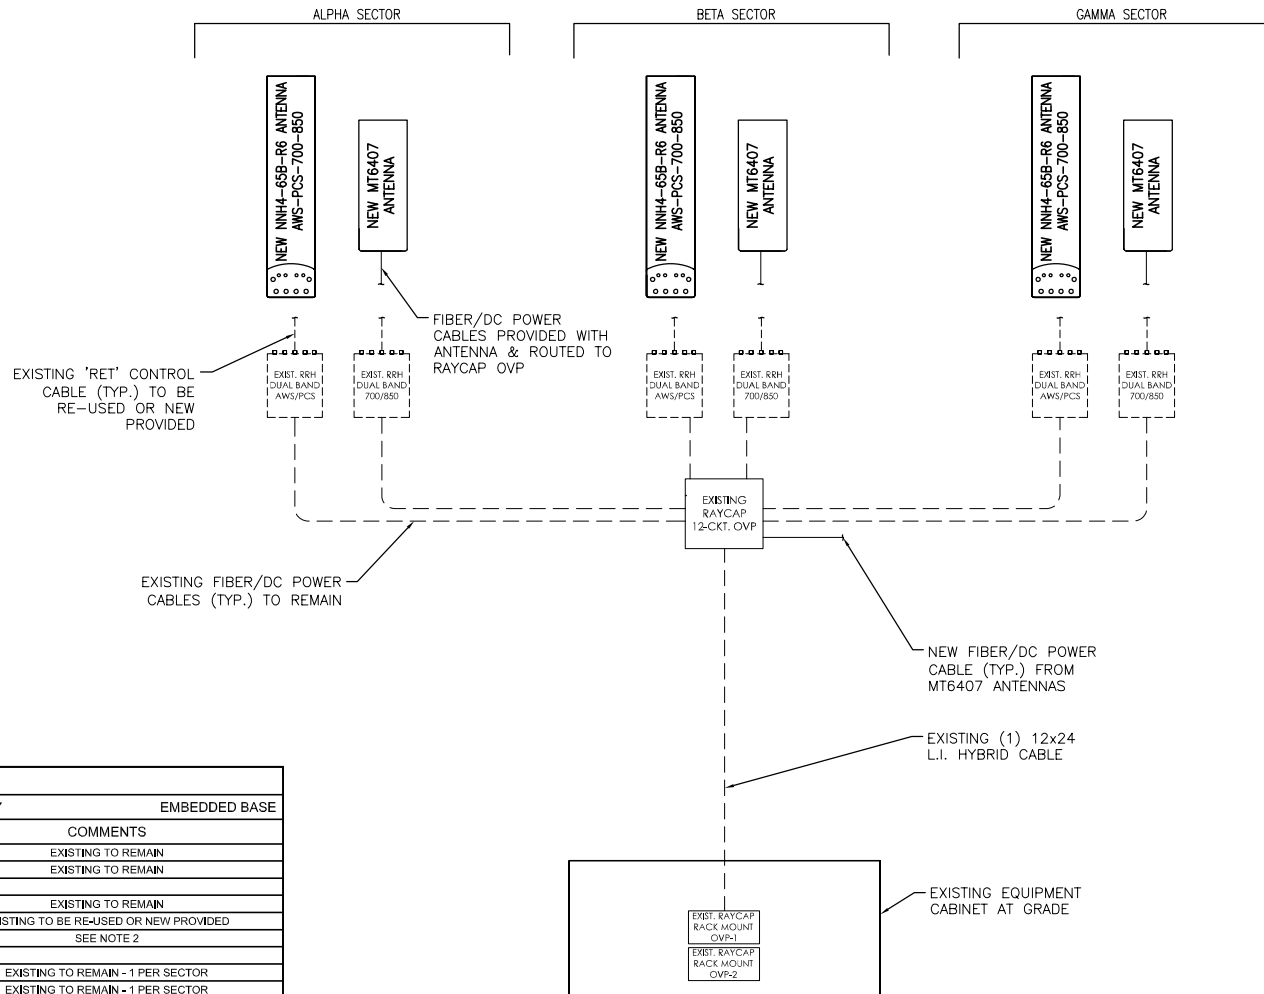 ALPHA SECTOR
BETA SECTOR
GAMMA SECTOR
NEW NNH4-65B-R6 ANTENNA
AWS-PCS-700-850
NEW MT6407
ANTENNA
NEW NNH4-65B-R6 ANTENNA
AWS-PCS-700-850
NEW MT6407
ANTENNA
NEW NNH4-65B-R6 ANTENNA
AWS-PCS-700-850
NEW MT6407
ANTENNA
FIBER/DC POWER
CABLES PROVIDED WITH
ANTENNA & ROUTED TO
RAYCAP OVP
EXISTING 'RET' CONTROL
CABLE (TYP.) TO BE
RE-USED OR NEW
PROVIDED
EXIST. RRH
DUAL BAND
AWS/PCS
EXIST. RRH
DUAL BAND
700/850
EXIST. RRH
DUAL BAND
AWS/PCS
EXIST. RRH
DUAL BAND
700/850
EXIST. RRH
DUAL BAND
AWS/PCS
EXIST. RRH
DUAL BAND
700/850
EXISTING
RAYCAP
12-CKT. OVP
EXISTING FIBER/DC POWER
CABLES (TYP.) TO REMAIN
NEW FIBER/DC POWER
CABLE (TYP.) FROM
MT6407 ANTENNAS
EXISTING (1) 12x24
L.I. HYBRID CABLE
EXISTING EQUIPMENT
CABINET AT GRADE
EXIST. RAYCAP
RACK MOUNT
OVP-1
EXIST. RAYCAP
RACK MOUNT
OVP-2
EMBEDDED BASE
COMMENTS
EXISTING TO REMAIN
EXISTING TO REMAIN
EXISTING TO REMAIN
ISTING TO BE RE-USED OR NEW PROVIDED
SEE NOTE 2
EXISTING TO REMAIN - 1 PER SECTOR
EXISTING TO REMAIN - 1 PER SECTOR